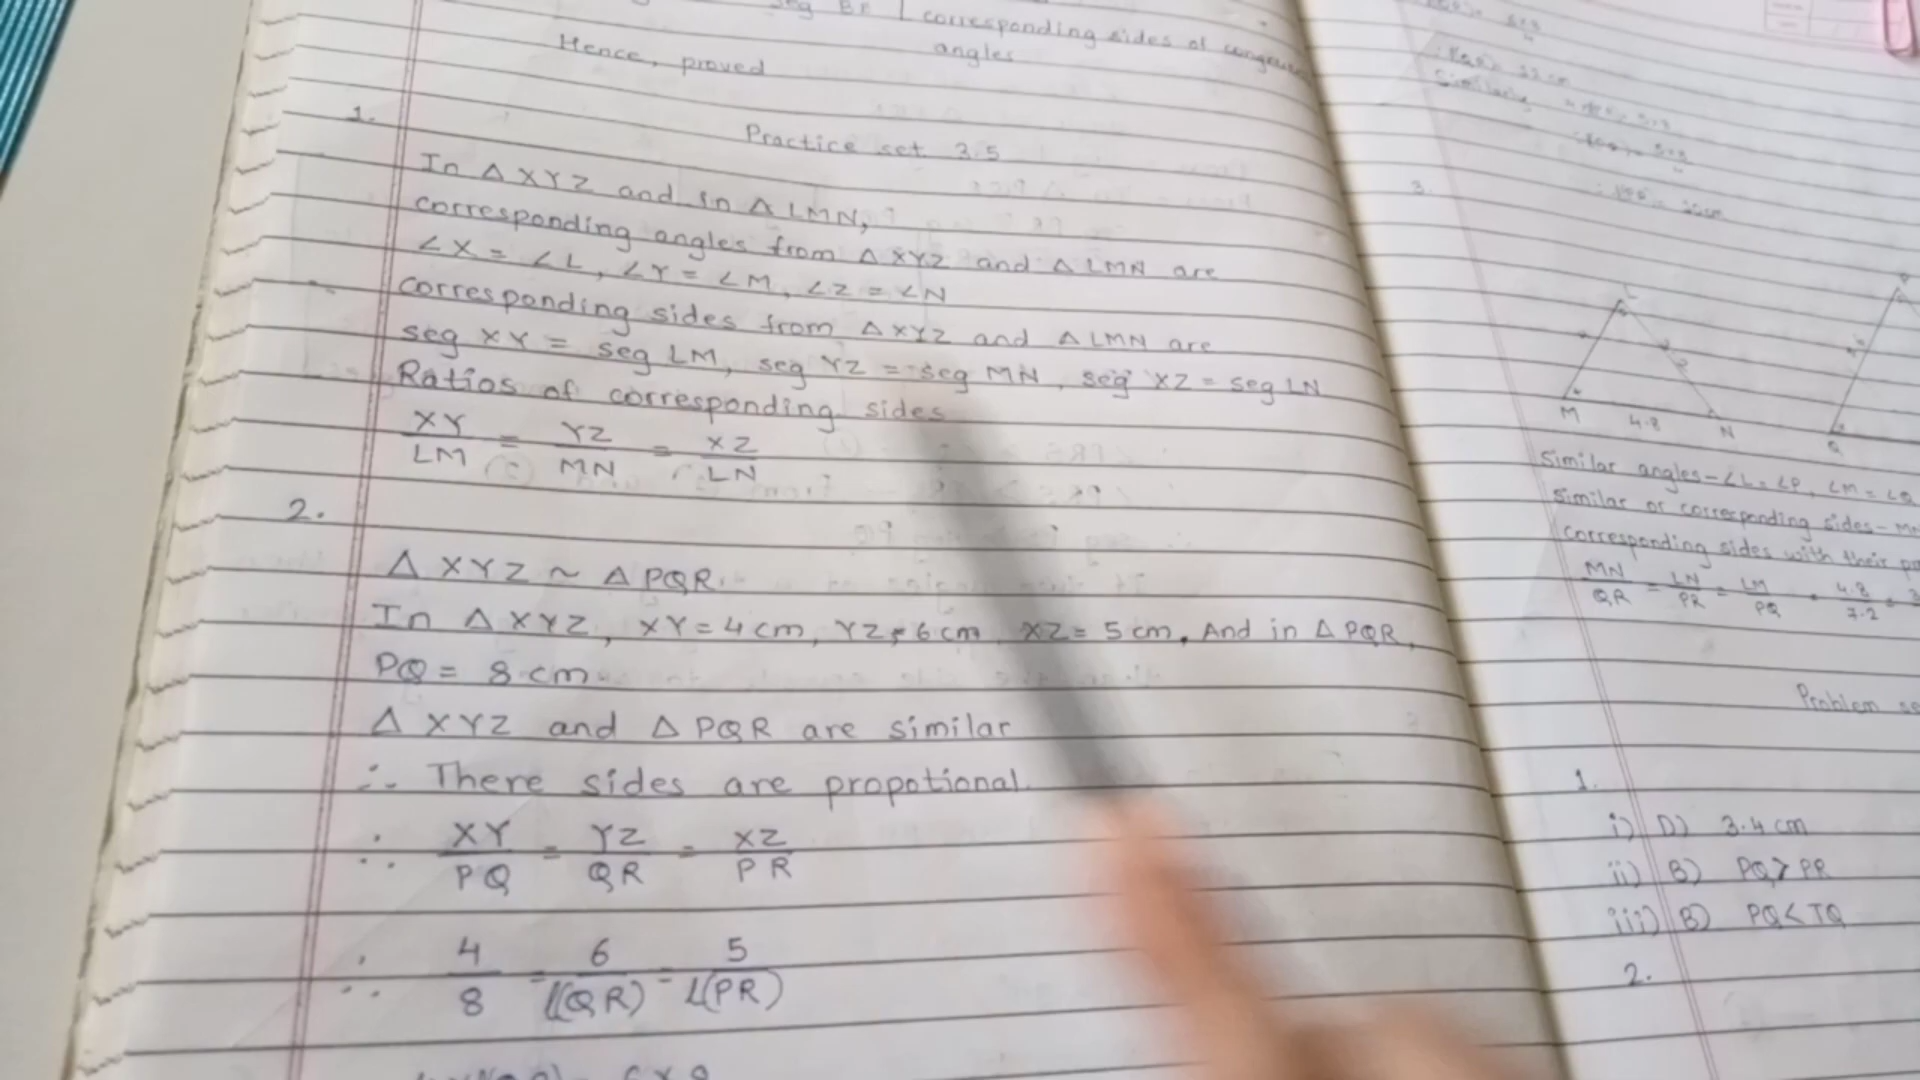 seg
corresponding sides of
angles
Hence, proved
Practice set 3.5
1.
In △ XYZ and in △ LMN,
corresponding angles from △ XYZ and △ LMN are
∠X = ∠L, ∠Y = ∠M, ∠Z = ∠N
corresponding sides from △ XYZ and △ LMN are
seg XY = seg LM, seg YZ = seg MN, seg XZ = seg LN
Ratios of corresponding sides
XY/LM = YZ/MN = XZ/LN
2.
△ XYZ ~ △ PQR
In △ XYZ, XY = 4 cm, YZ = 6 cm XZ = 5 cm. And in △ PQR,
PQ = 8 cm
△ XYZ and △ PQR are similar
∴ There sides are propotional
∴ XY/PQ = YZ/QR = XZ/PR
∴ 4/8 = 6/l(QR) = 5/l(PR)
3.
M 4.8 N
Q
Similar angles - ∠L = ∠P, ∠M = ∠Q
Similar or corresponding sides -
corresponding sides with their
MN/QR = LN/PR = LM/PQ = 4.8/7.2 =
Problem
1.
i) D) 3.4 cm
ii) B) PQ > PR
iii) B) PQ < TQ
2.